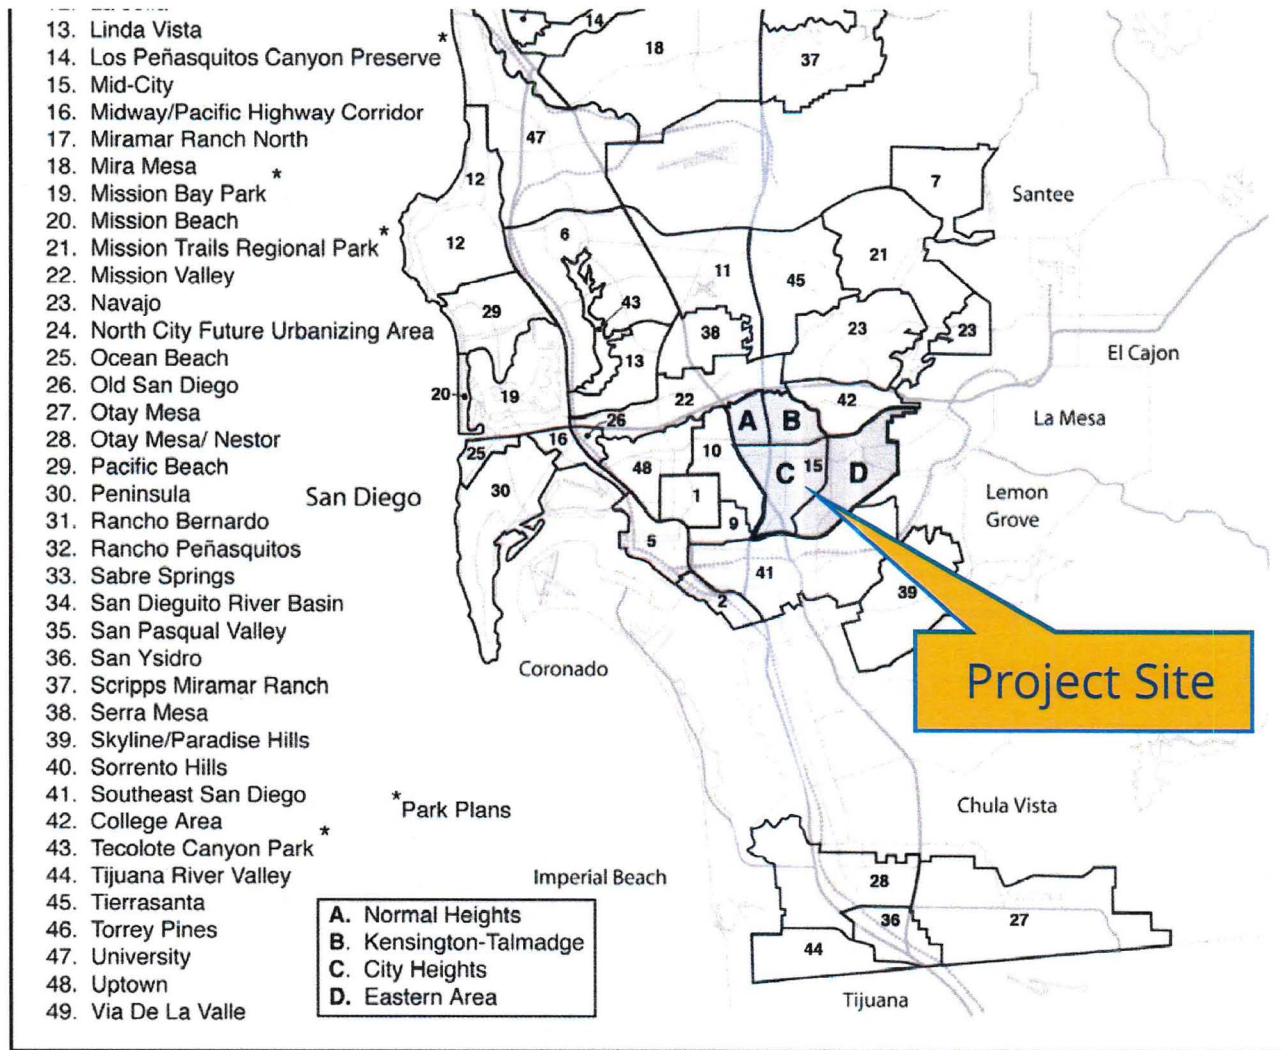 13. Linda Vista
14. Los Peñasquitos Canyon Preserve*
15. Mid-City
16. Midway/Pacific Highway Corridor
17. Miramar Ranch North
18. Mira Mesa
19. Mission Bay Park*
20. Mission Beach
21. Mission Trails Regional Park*
22. Mission Valley
23. Navajo
24. North City Future Urbanizing Area
25. Ocean Beach
26. Old San Diego
27. Otay Mesa
28. Otay Mesa/ Nestor
29. Pacific Beach
30. Peninsula
31. Rancho Bernardo
32. Rancho Peñasquitos
33. Sabre Springs
34. San Dieguito River Basin
35. San Pasqual Valley
36. San Ysidro
37. Scripps Miramar Ranch
38. Serra Mesa
39. Skyline/Paradise Hills
40. Sorrento Hills
41. Southeast San Diego
42. College Area
43. Tecolote Canyon Park*
44. Tijuana River Valley
45. Tierrasanta
46. Torrey Pines
47. University
48. Uptown
49. Via De La Valle
*Park Plans
A. Normal Heights
B. Kensington-Talmadge
C. City Heights
D. Eastern Area
14
18
37
47
12
7
Santee
12
6
21
11
45
43
29
38
23
23
13
El Cajon
20
19
22
42
26
A
B
La Mesa
16
25
10
48
C
15
D
30
San Diego
1
Lemon
Grove
9
5
41
39
2
Coronado
Project Site
Chula Vista
Imperial Beach
28
36
27
44
Tijuana